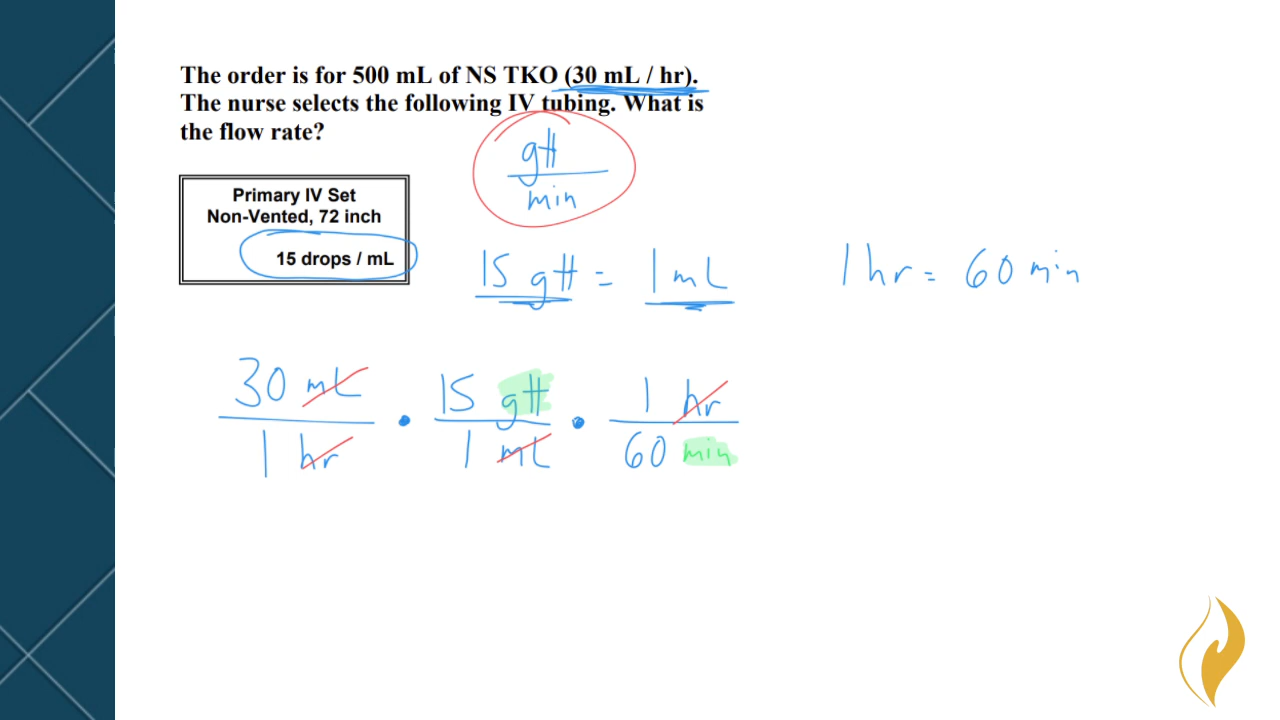 The order is for 500 mL of NS TKO (30 mL / hr).
The nurse selects the following IV tubing. What is
the flow rate?
gtt
min
Primary IV Set
Non-Vented, 72 inch
15 drops / mL
15 gtt = 1 mL
1 hr = 60 min
30 mL • 15 gtt • 1 hr
1 hr 1 mL 60 min